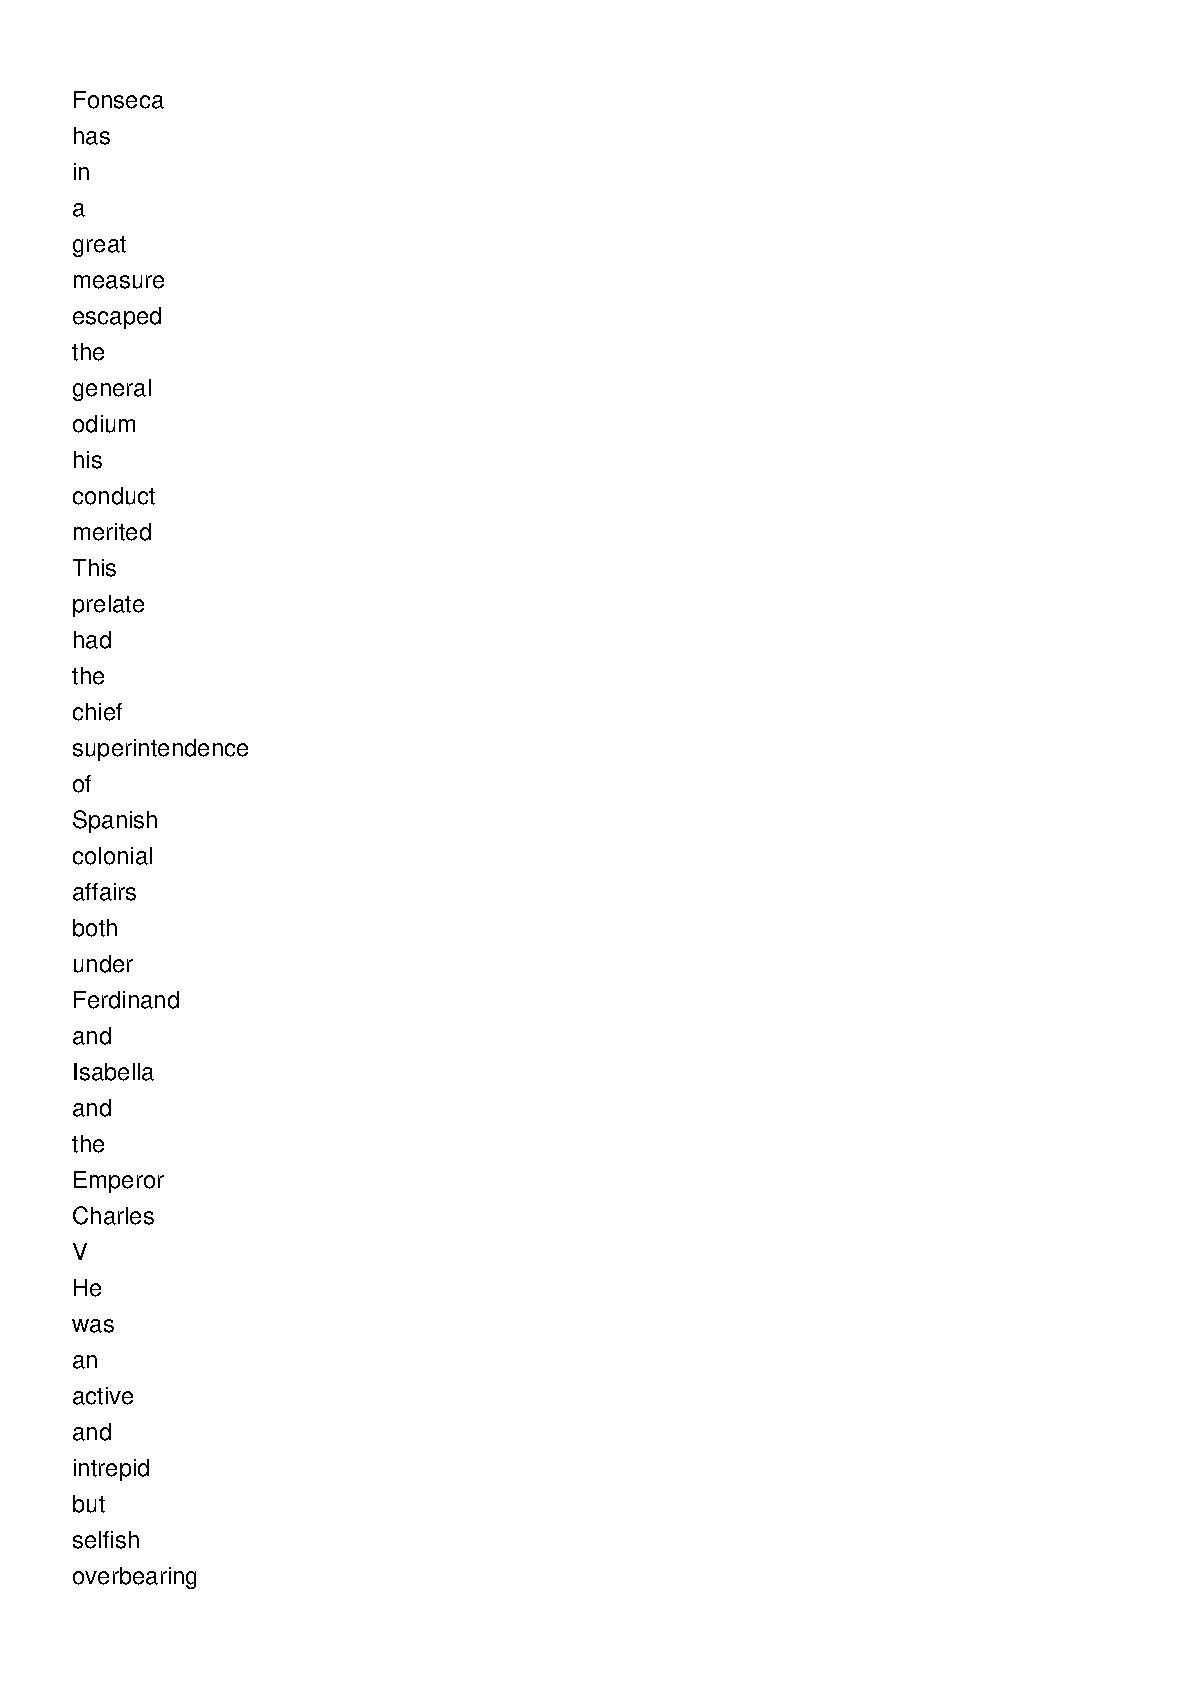 Fonseca
has
in
a
great
measure
escaped
the
general
odium
his
conduct
merited
This
prelate
had
the
chief
superintendence
of
Spanish
colonial
affairs
both
under
Ferdinand
and
Isabella
and
the
Emperor
Charles
V
He
was
an
active
and
intrepid
but
selfish
overbearing